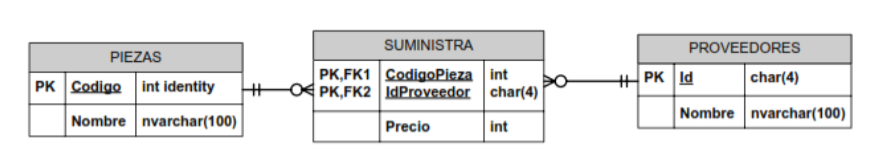 PIEZAS
PK Codigo int identity
Nombre nvarchar(100)
SUMINISTRA
PK,FK1 CodigoPieza int
PK,FK2 IdProveedor char(4)
Precio int
PROVEEDORES
PK Id char(4)
Nombre nvarchar(100)